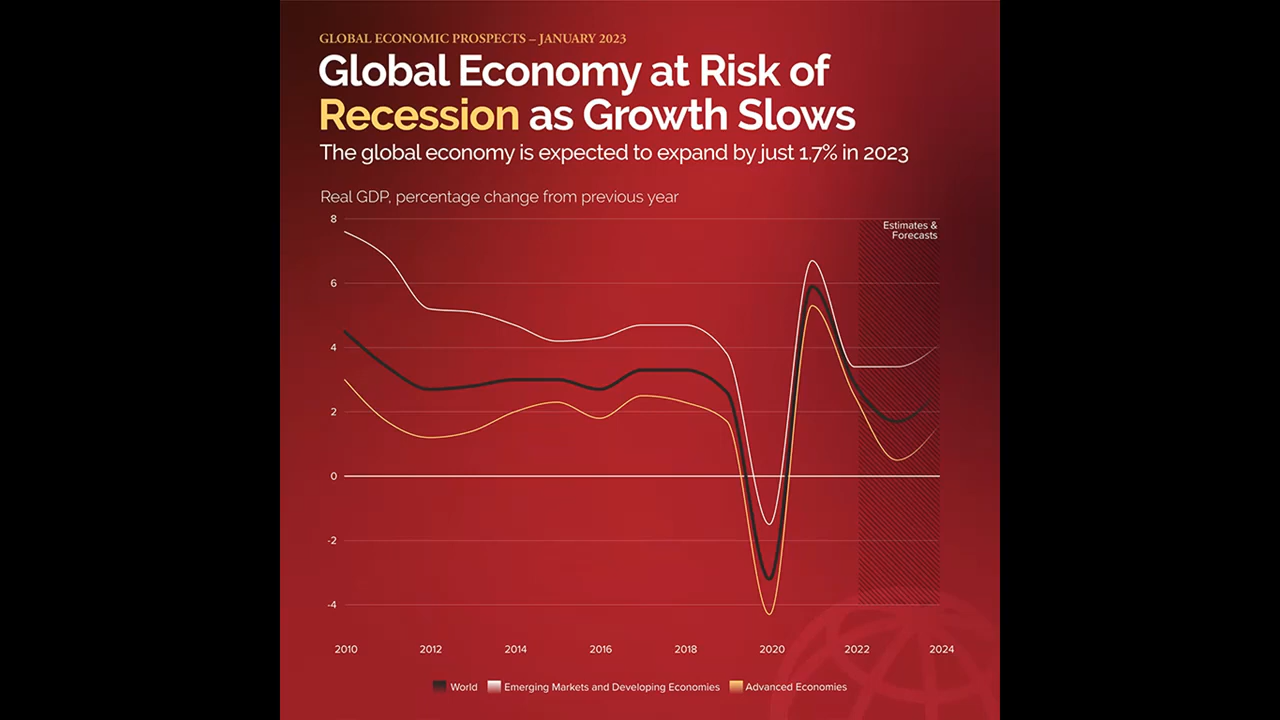 GLOBAL ECONOMIC PROSPECTS – JANUARY 2023
Global Economy at Risk of
Recession as Growth Slows
The global economy is expected to expand by just 1.7% in 2023
Real GDP, percentage change from previous year
8
Estimates &
Forecasts
6
4
2
0
-2
-4
2010 2012 2014 2016 2018 2020 2022 2024
World Emerging Markets and Developing Economies Advanced Economies